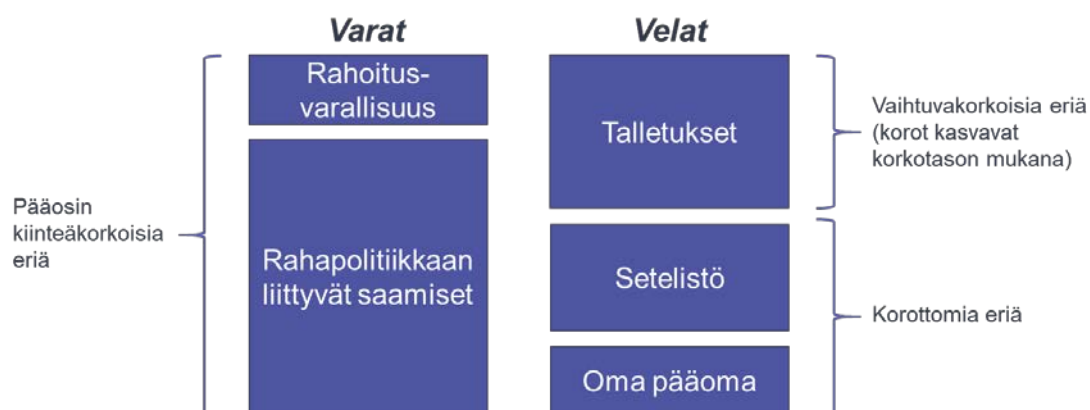 Varat
Velat
Rahoitus-
varallisuus
Rahapolitiikkaan
liittyvät saamiset
Pääosin
kiinteäkorkoisia
eriä
Talletukset
Setelistö
Oma pääoma
Vaihtuvakorkoisia eriä
(korot kasvavat
korkotason mukana)
Korottomia eriä